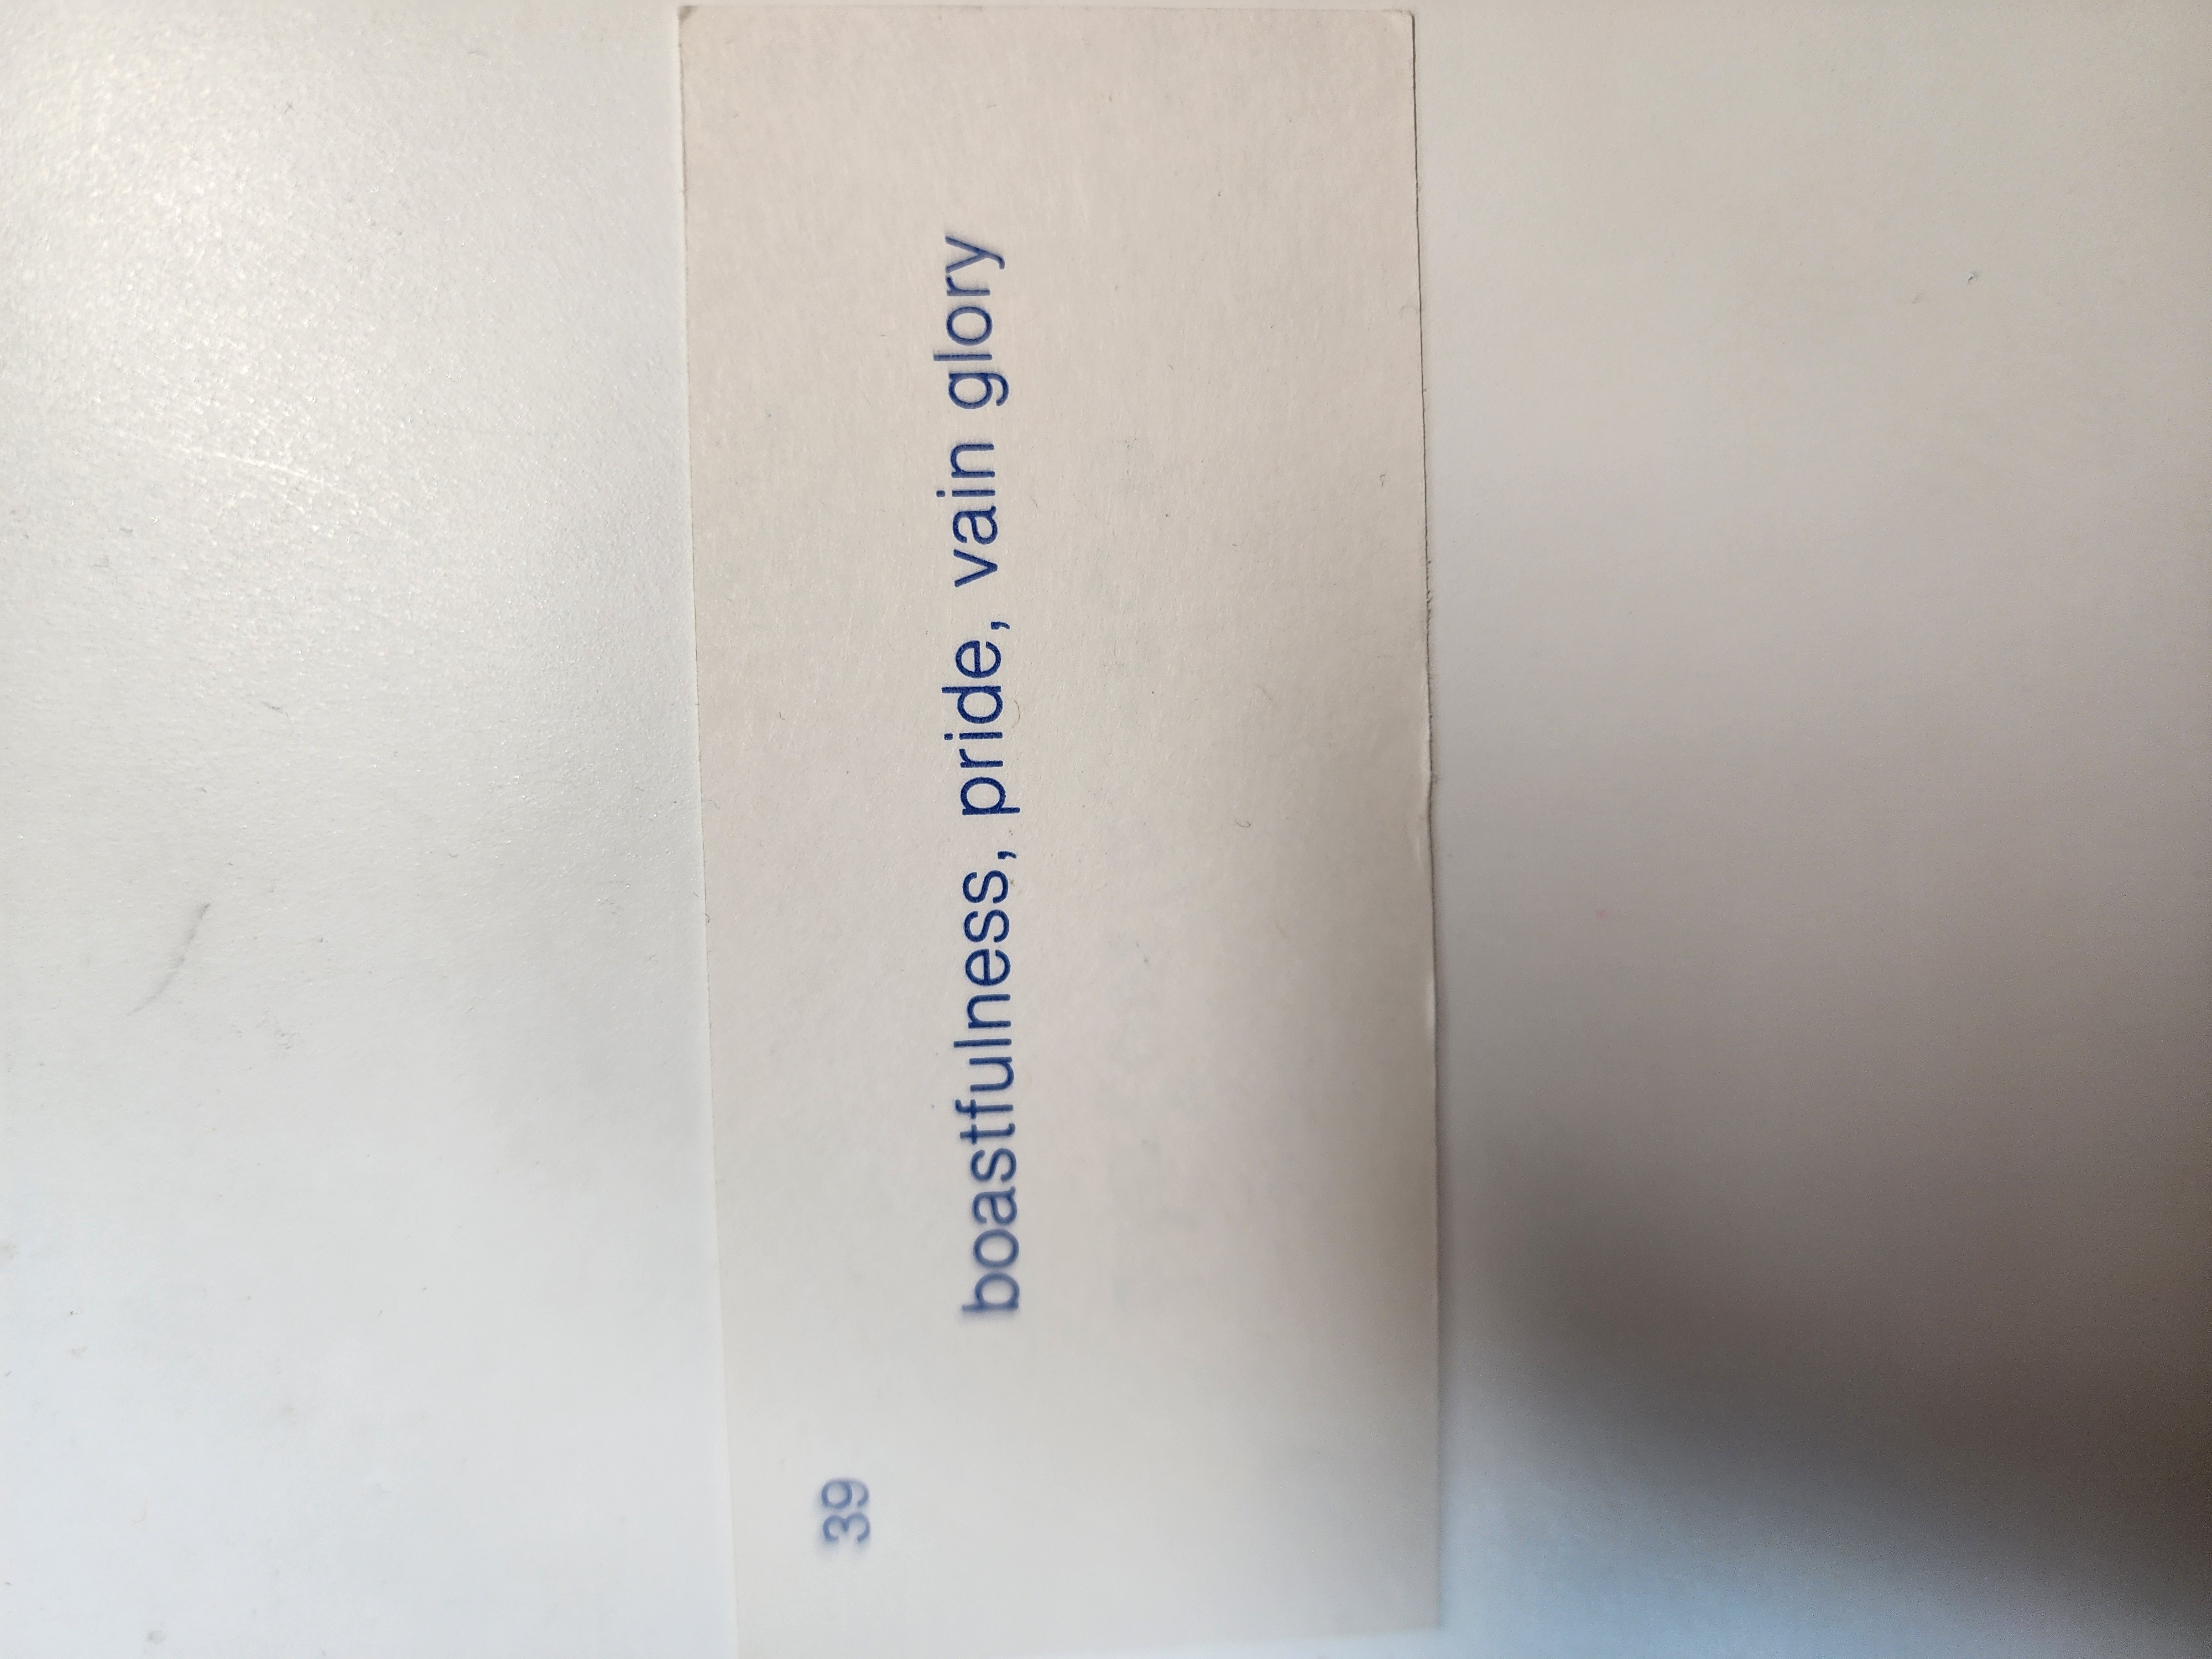 39
boastfulness, pride, vain glory